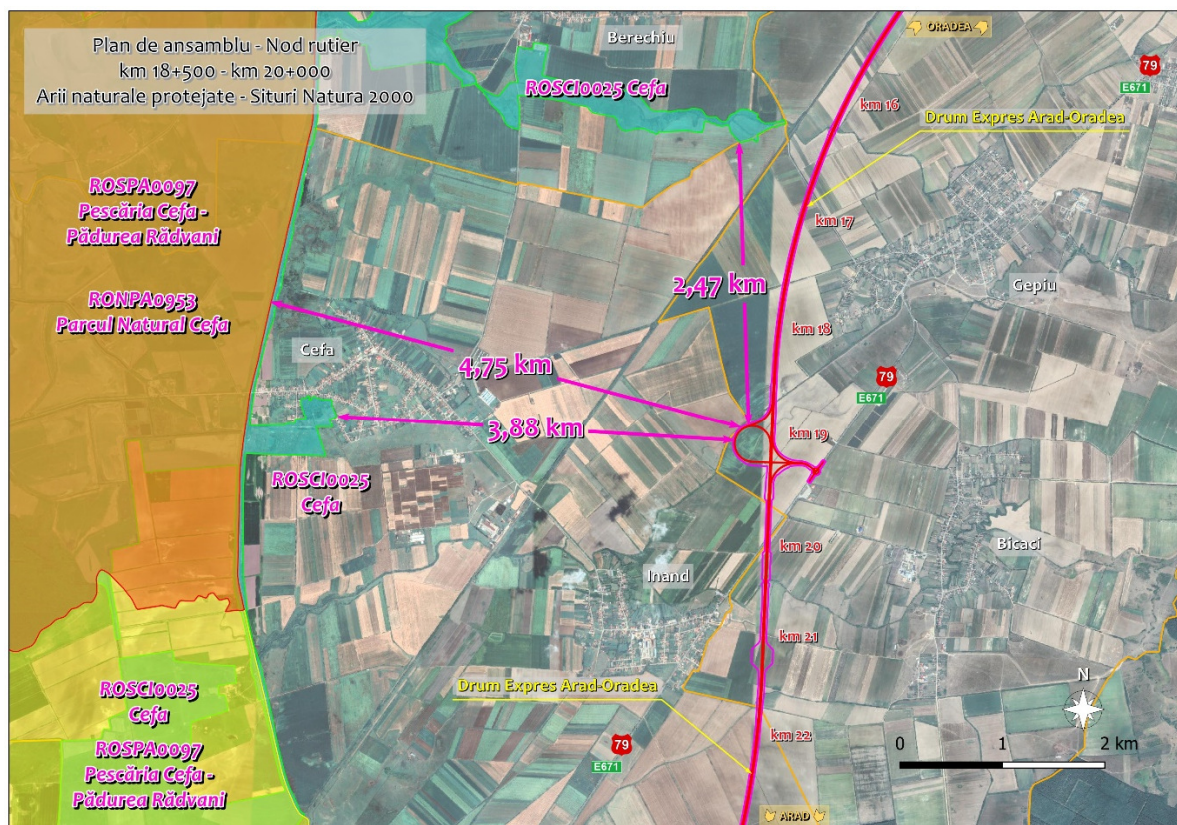 Plan de ansamblu - Nod rutier
km 18+500 - km 20+000
Arii naturale protejate - Situri Natura 2000
Berechiu
ORADEA
79
E671
ROSCI0025 Cefa
km 16
Drum Expres Arad-Oradea
ROSPA0097
Pescăria Cefa -
Pădurea Rădvani
km 17
2,47 km
Gepiu
RONPA0953
Parcul Natural Cefa
km 18
Cefa
4,75 km
79
E671
3,88 km
km 19
ROSCI0025
Cefa
km 20
Bicaci
Inand
km 21
Drum Expres Arad-Oradea
N
ROSCI0025
Cefa
km 22
79
E671
0 1 2 km
ROSPA0097
Pescăria Cefa -
Pădurea Rădvani
ARAD